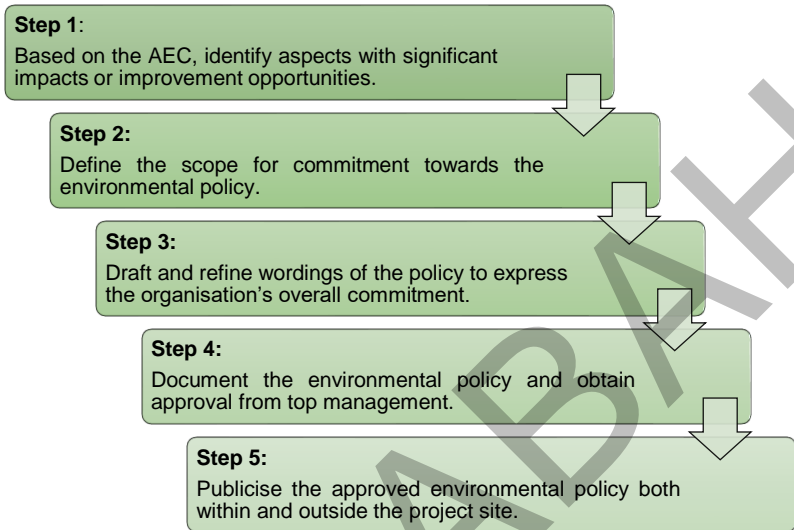 Step 1:
Based on the AEC, identify aspects with significant
impacts or improvement opportunities.
Step 2:
Define the scope for commitment towards the
environmental policy.
Step 3:
Draft and refine wordings of the policy to express
the organisation's overall commitment.
Step 4:
Document the environmental policy and obtain
approval from top management.
Step 5:
Publicise the approved environmental policy both
within and outside the project site.
ABAH